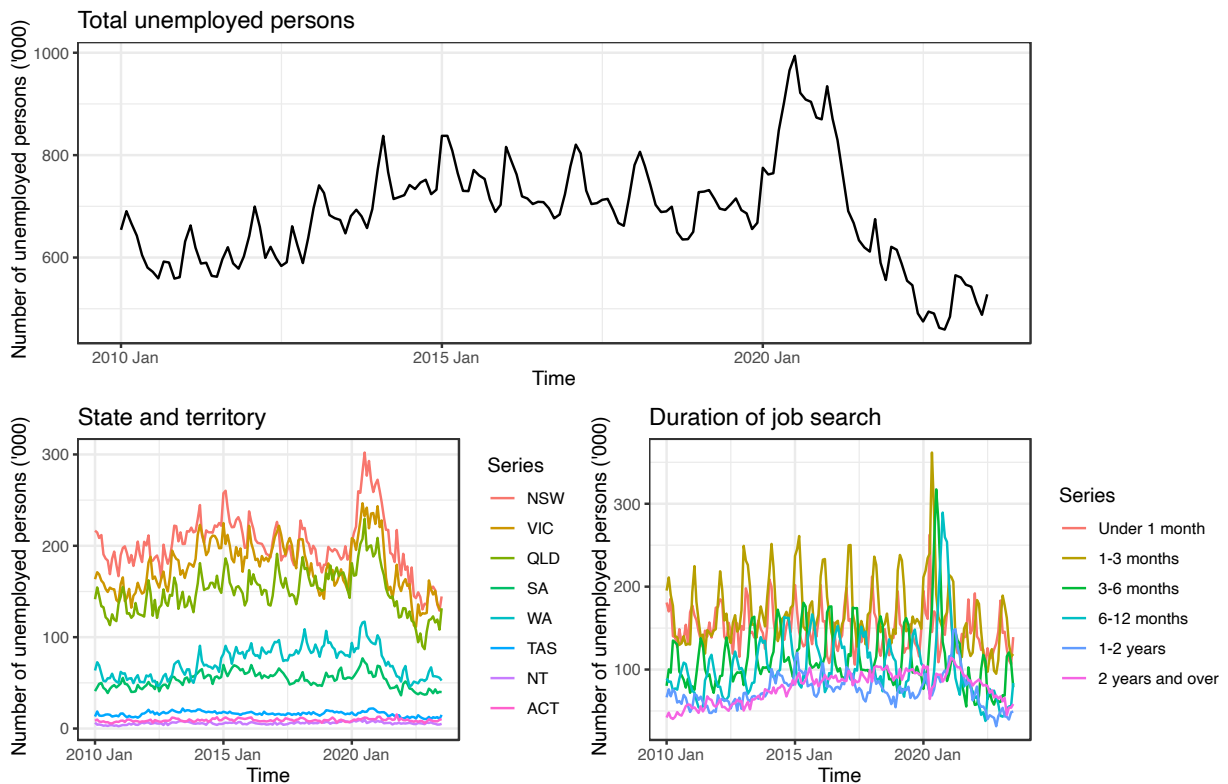 Total unemployed persons
Number of unemployed persons ('000)
1000
800
600
2010 Jan
2015 Jan
2020 Jan
Time
State and territory
Number of unemployed persons ('000)
300
200
100
0
2010 Jan
2015 Jan
2020 Jan
Time
Series
NSW
VIC
QLD
SA
WA
TAS
NT
ACT
Duration of job search
Number of unemployed persons ('000)
300
200
100
2010 Jan
2015 Jan
2020 Jan
Time
Series
Under 1 month
1-3 months
3-6 months
6-12 months
1-2 years
2 years and over